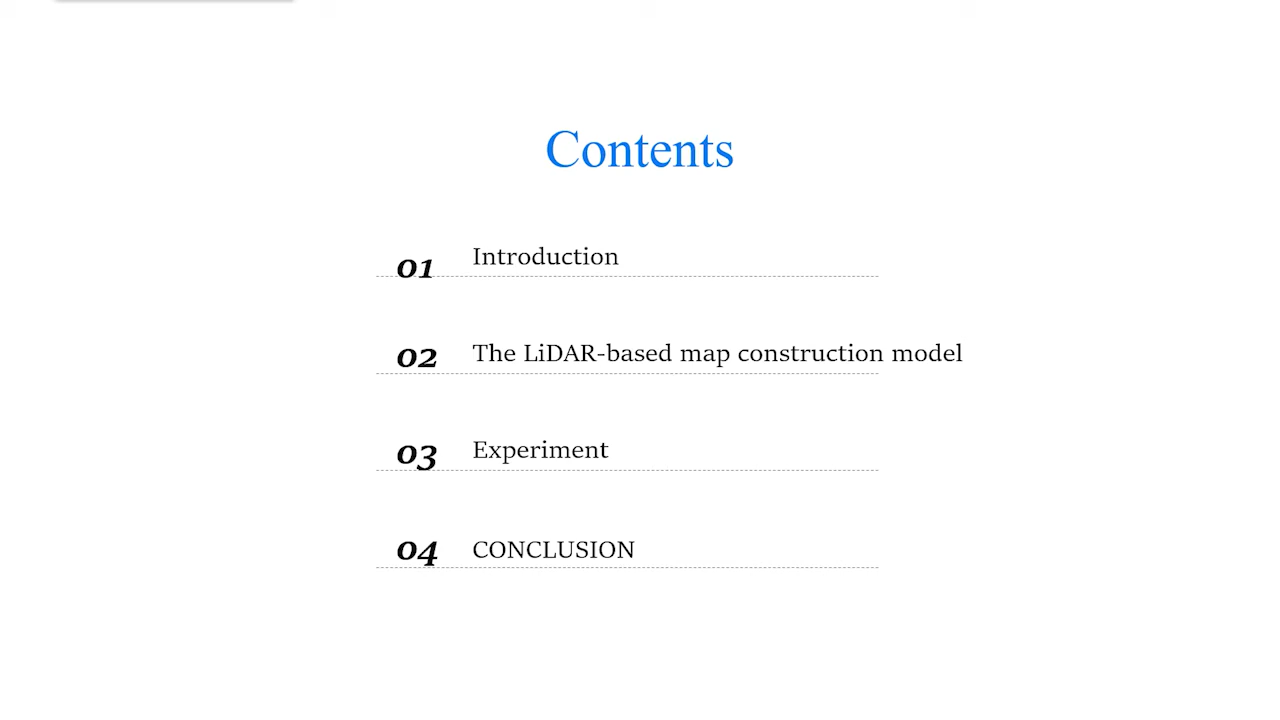 Contents
01 Introduction
02 The LiDAR-based map construction model
03 Experiment
04 CONCLUSION